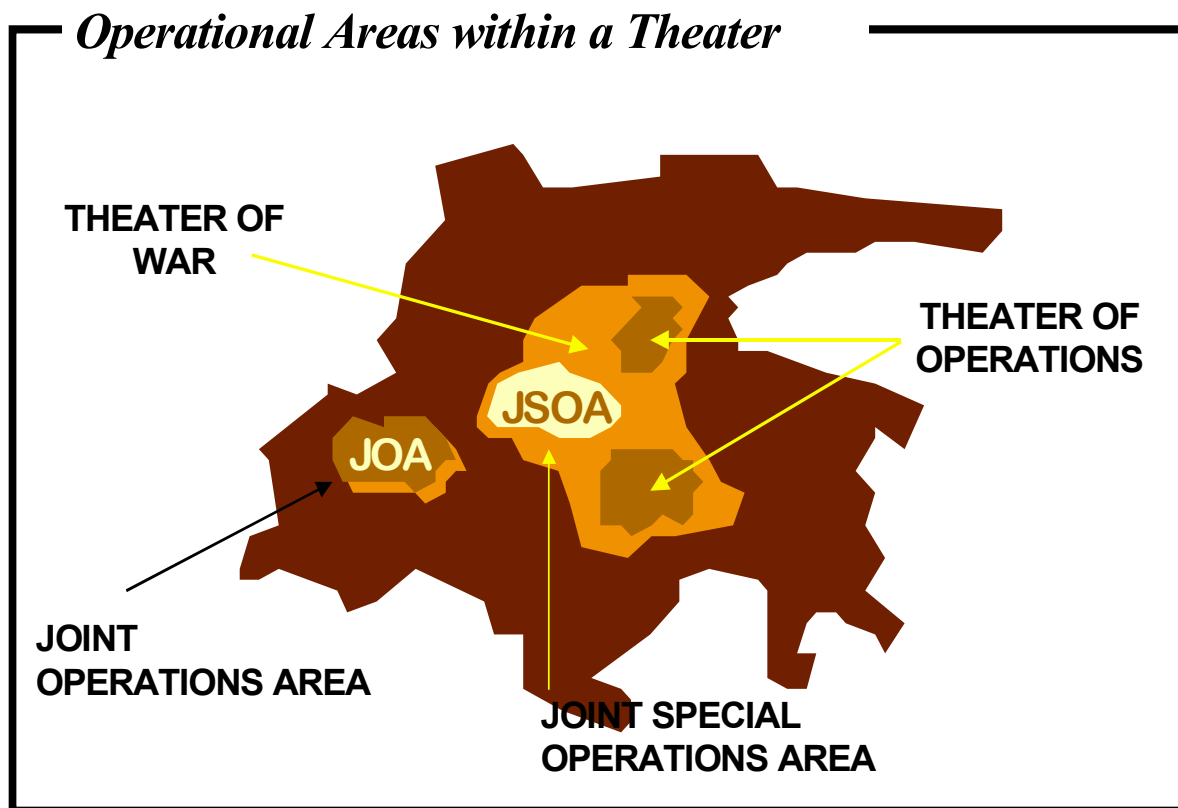 Operational Areas within a Theater
THEATER OF
WAR
THEATER OF
OPERATIONS
JSOA
JOA
JOINT
OPERATIONS AREA
JOINT SPECIAL
OPERATIONS AREA